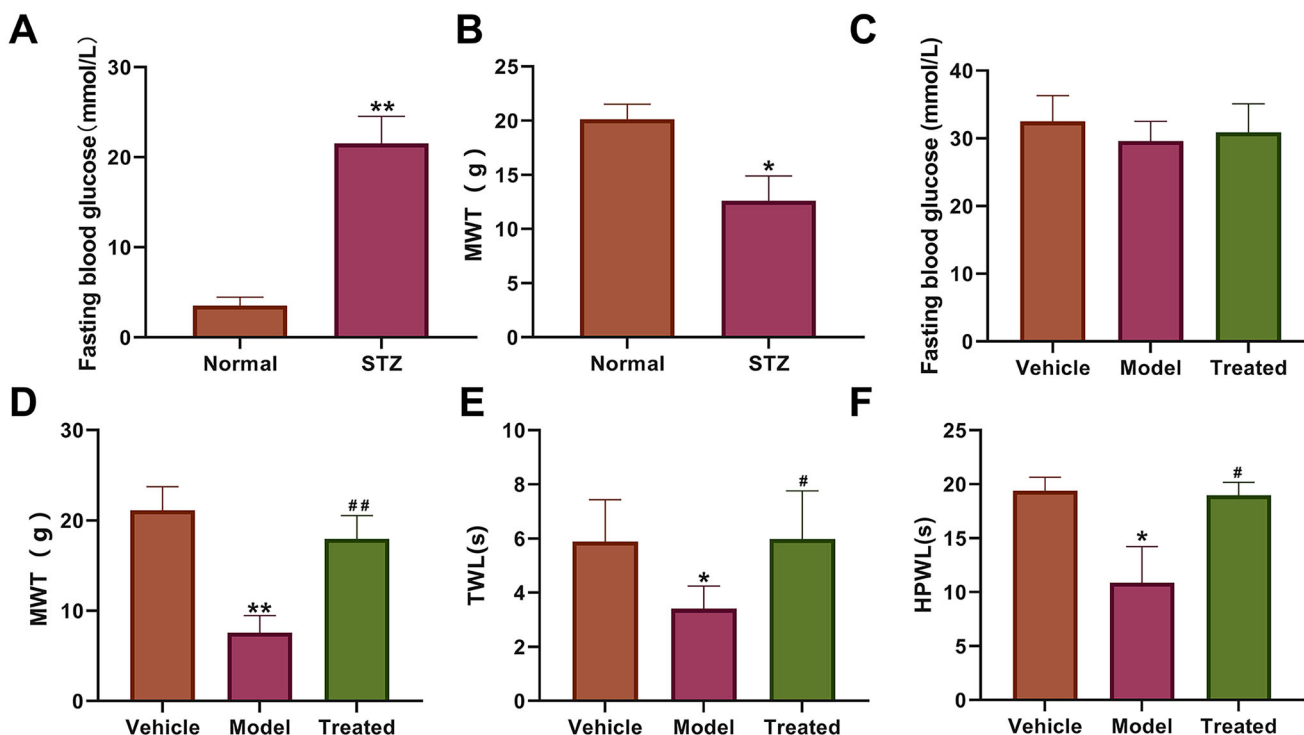 A
Fasting blood glucose(mmol/L)
30
20
10
0
**
Normal
STZ
B
MWT ( g )
25
20
15
10
5
0
*
Normal
STZ
C
Fasting blood glucose (mmol/L)
40
30
20
10
0
Vehicle
Model
Treated
D
MWT ( g )
30
20
10
0
**
##
Vehicle
Model
Treated
E
TWL(s)
10
8
6
4
2
0
*
#
Vehicle
Model
Treated
F
HPWL(s)
25
20
15
10
5
0
*
#
Vehicle
Model
Treated